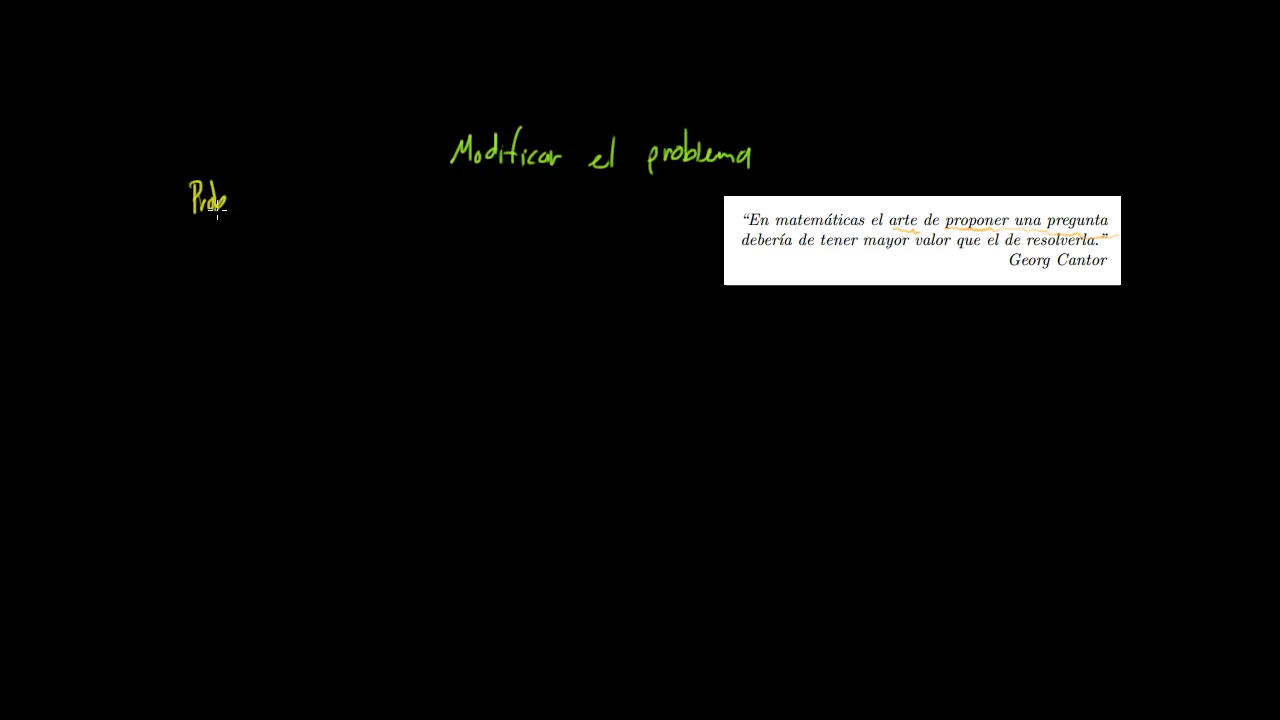 Modificar el problema
“En matemáticas el arte de proponer una pregunta
debería de tener mayor valor que el de resolverla.”
Georg Cantor